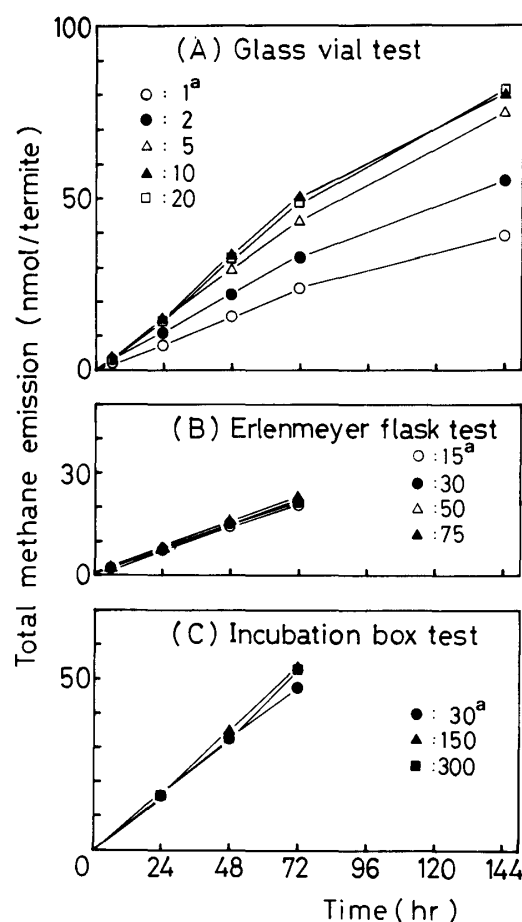 100
(A) Glass vial test
○ : 1a
● : 2
△ : 5
▲ : 10
□ : 20
50
0
(B) Erlenmeyer flask test
○ : 15a
● : 30
△ : 50
▲ : 75
30
0
(C) Incubation box test
● : 30a
▲ : 150
■ : 300
50
0 24 48 72 96 120 144
Time (hr)
Total methane emission (nmol/termite)